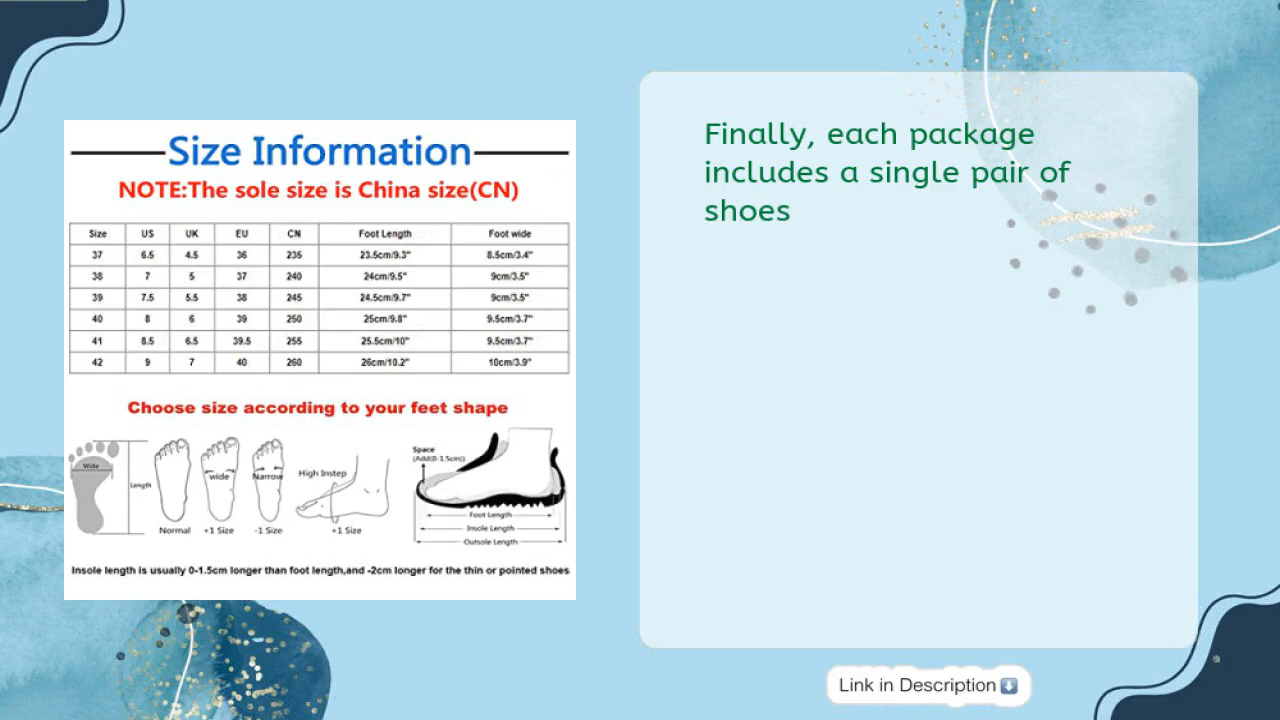 Size Information
NOTE:The sole size is China size(CN)
Size US UK EU CN Foot Length Foot wide
37 6.5 4.5 36 235 23.5cm/9.3" 8.5cm/3.4"
38 7 5 37 240 24cm/9.5" 9cm/3.5"
39 7.5 5.5 38 245 24.5cm/9.7" 9cm/3.5"
40 8 6 39 250 25cm/9.8" 9.5cm/3.7"
41 8.5 6.5 39.5 255 25.5cm/10" 9.5cm/3.7"
42 9 7 40 260 26cm/10.2" 10cm/3.9"
Choose size according to your feet shape
Wide
Length
Normal
wide
+1 Size
Narrow
-1 Size
High Instep
+1 Size
Space
(Add(0-1.5cm))
Foot Length
Insole Length
Outsole Length
Insole length is usually 0-1.5cm longer than foot length,and -2cm longer for the thin or pointed shoes
Finally, each package
includes a single pair of
shoes
Link in Description